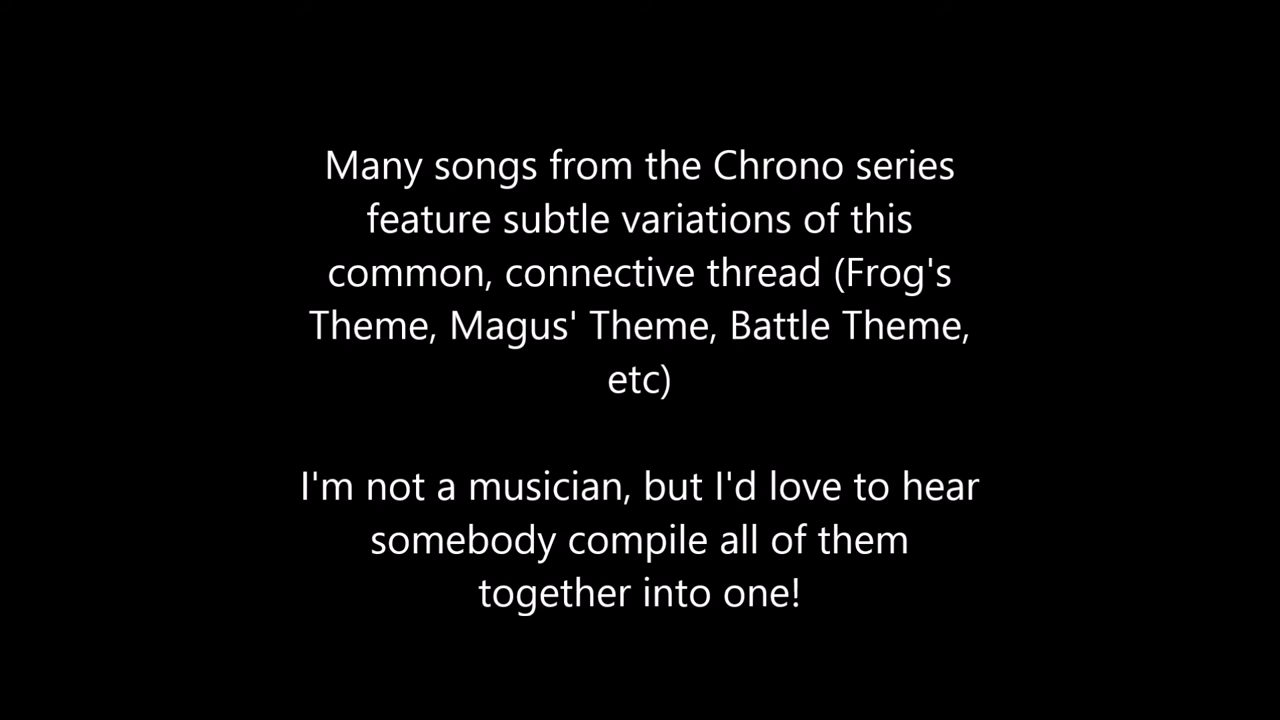 Many songs from the Chrono series
feature subtle variations of this
common, connective thread (Frog's
Theme, Magus' Theme, Battle Theme,
etc)
I'm not a musician, but I'd love to hear
somebody compile all of them
together into one!